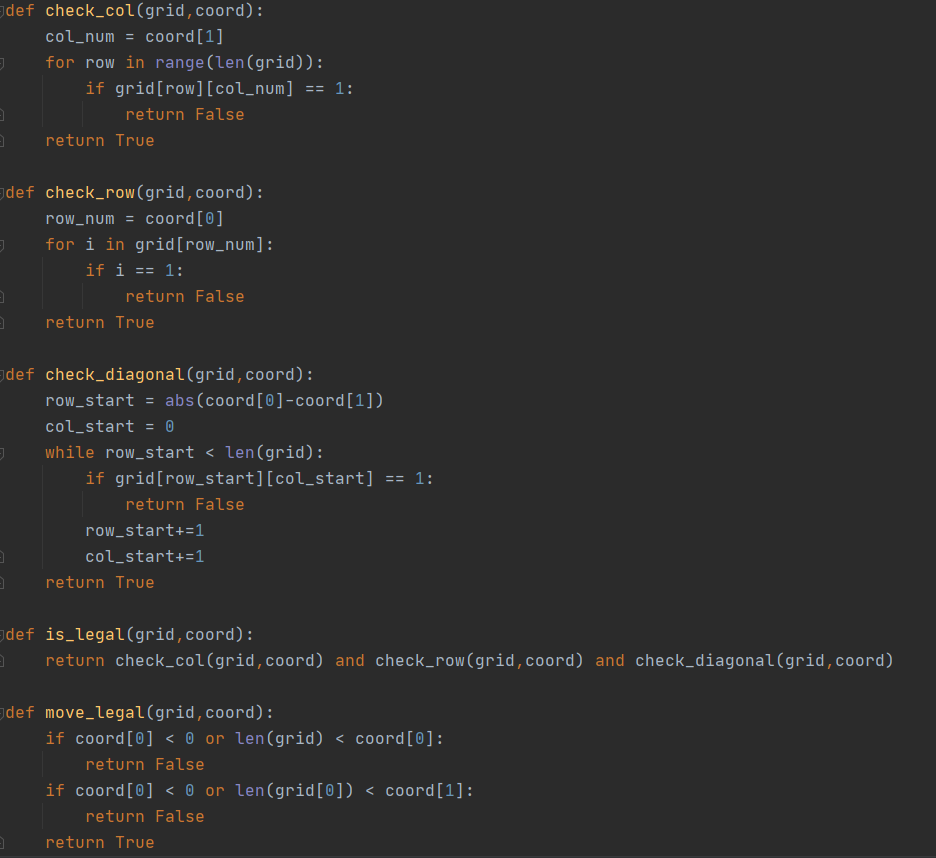 def check_col(grid,coord):
    col_num = coord[1]
    for row in range(len(grid)):
        if grid[row][col_num] == 1:
            return False
    return True

def check_row(grid,coord):
    row_num = coord[0]
    for i in grid[row_num]:
        if i == 1:
            return False
    return True

def check_diagonal(grid,coord):
    row_start = abs(coord[0]-coord[1])
    col_start = 0
    while row_start < len(grid):
        if grid[row_start][col_start] == 1:
            return False
        row_start+=1
        col_start+=1
    return True

def is_legal(grid,coord):
    return check_col(grid,coord) and check_row(grid,coord) and check_diagonal(grid,coord)

def move_legal(grid,coord):
    if coord[0] < 0 or len(grid) < coord[0]:
        return False
    if coord[0] < 0 or len(grid[0]) < coord[1]:
        return False
    return True